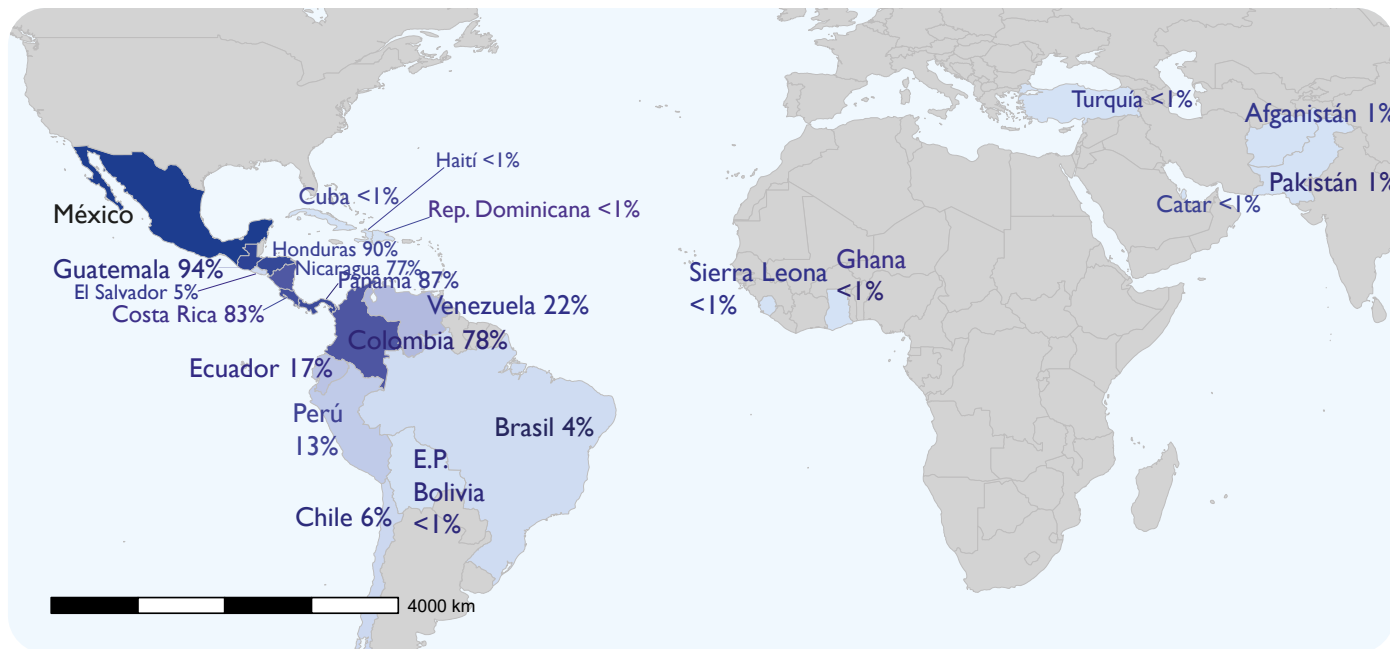 Turquía <1%
Afganistán 1%
Haití <1%
Pakistán 1%
Cuba <1%
Catar <1%
México
Rep. Dominicana <1%
Honduras 90%
Ghana
<1%
Guatemala 94%
Nicaragua 77%
Sierra Leona
<1%
Panamá 87%
El Salvador 5%
Venezuela 22%
Costa Rica 83%
Colombia 78%
Ecuador 17%
Perú
13%
Brasil 4%
E.P.
Bolivia
<1%
Chile 6%
4000 km